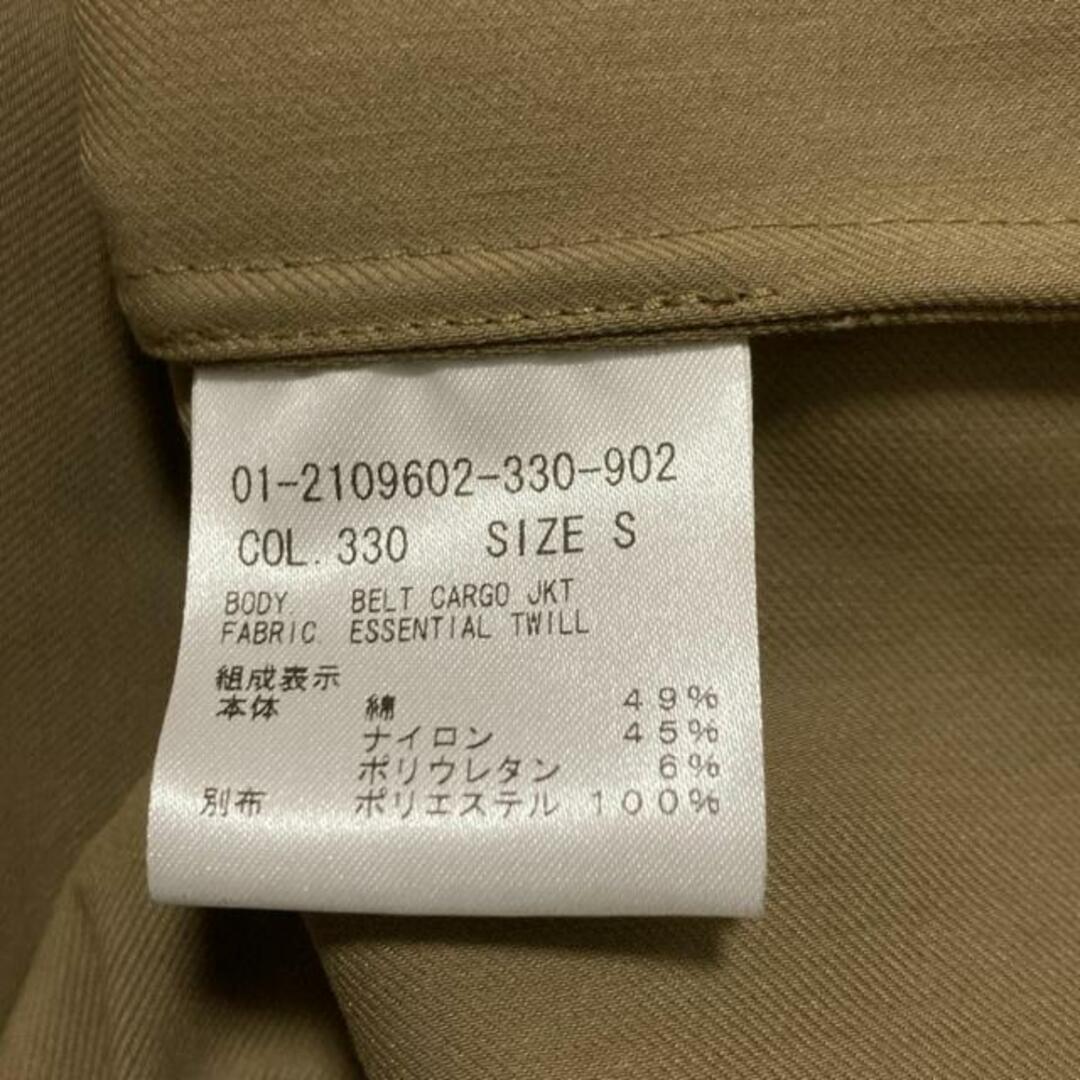 01-2109602-330-902
COL.330 SIZE S
BODY BELT CARGO JKT
FABRIC ESSENTIAL TWILL
組成表示
本体 綿 49%
ナイロン 45%
ポリウレタン 6%
別布 ポリエステル 100%